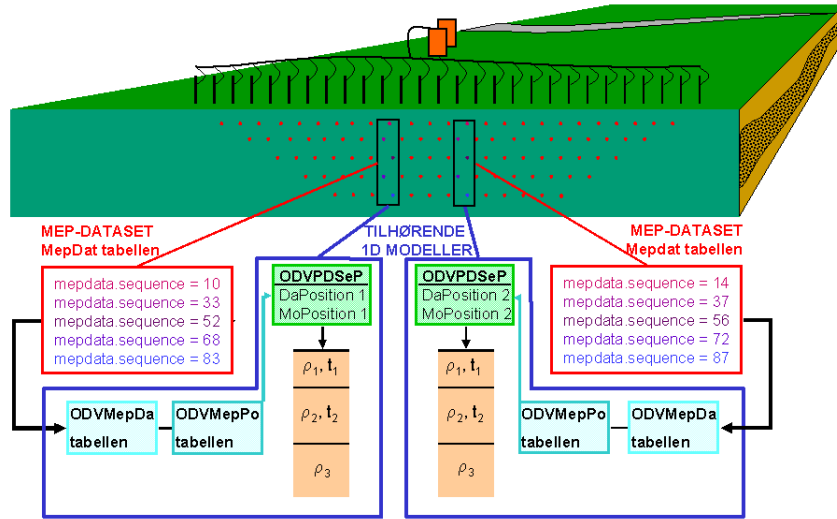 MEP-DATASET
MepDat tabellen
TILHØRENDE
1D MODELLER
MEP-DATASET
Mepdat tabellen
mepdata.sequence = 10
mepdata.sequence = 33
mepdata.sequence = 52
mepdata.sequence = 68
mepdata.sequence = 83
ODVPDSeP
DaPosition 1
MoPosition 1
ODVPDSeP
DaPosition 2
MoPosition 2
mepdata.sequence = 14
mepdata.sequence = 37
mepdata.sequence = 56
mepdata.sequence = 72
mepdata.sequence = 87
ρ1, t1
ρ2, t2
ρ3
ρ1, t1
ρ2, t2
ρ3
ODVMepDa
tabellen
ODVMepPo
tabellen
ODVMepPo
tabellen
ODVMepDa
tabellen